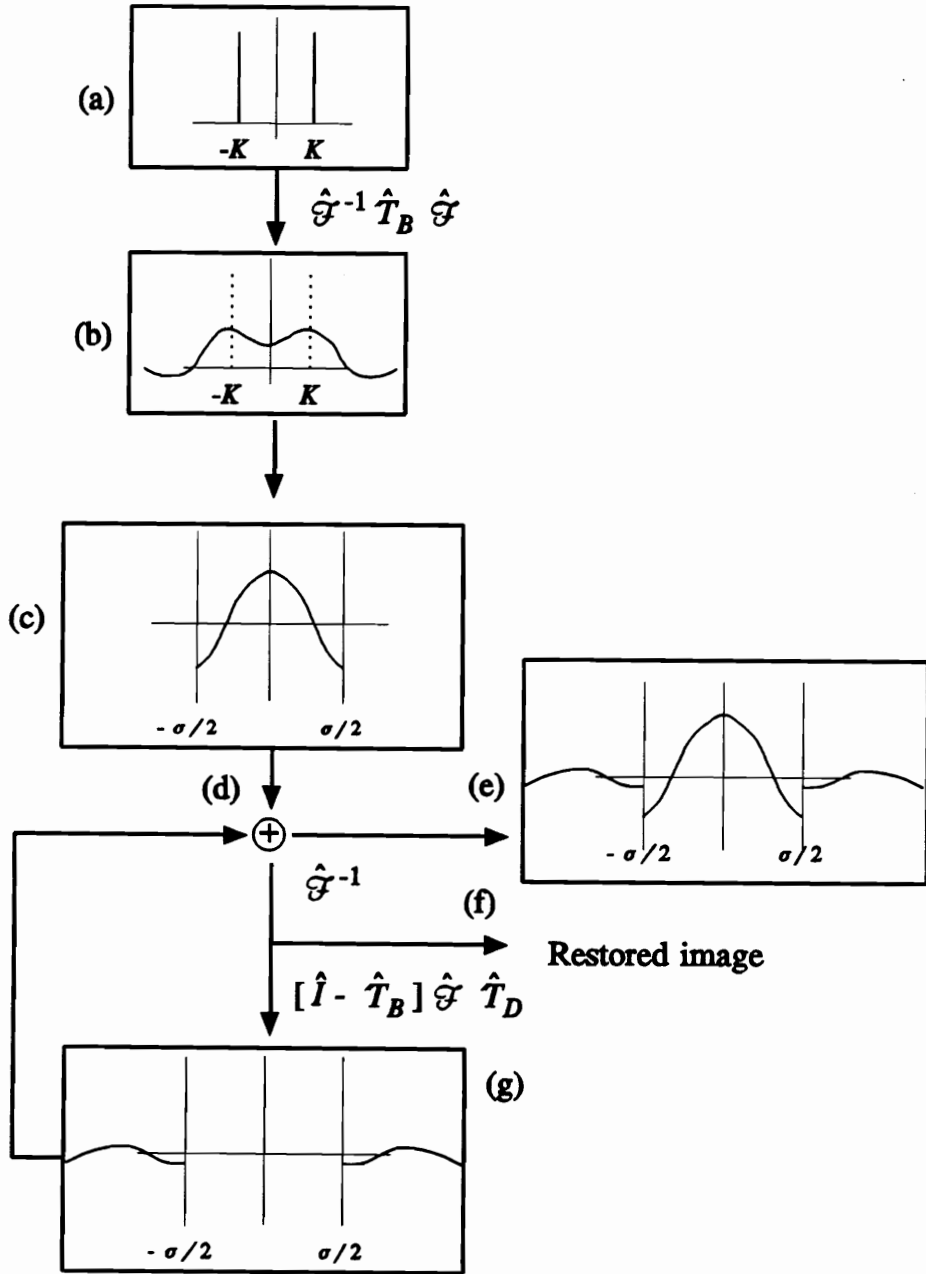 (a)
-K K
𝓕̂⁻¹ T̂_B 𝓕̂
(b)
-K K
(c)
- σ/2 σ/2
(d)
(e)
+
- σ/2 σ/2
𝓕̂⁻¹
(f)
Restored image
[Î - T̂_B] 𝓕̂ T̂_D
(g)
- σ/2 σ/2